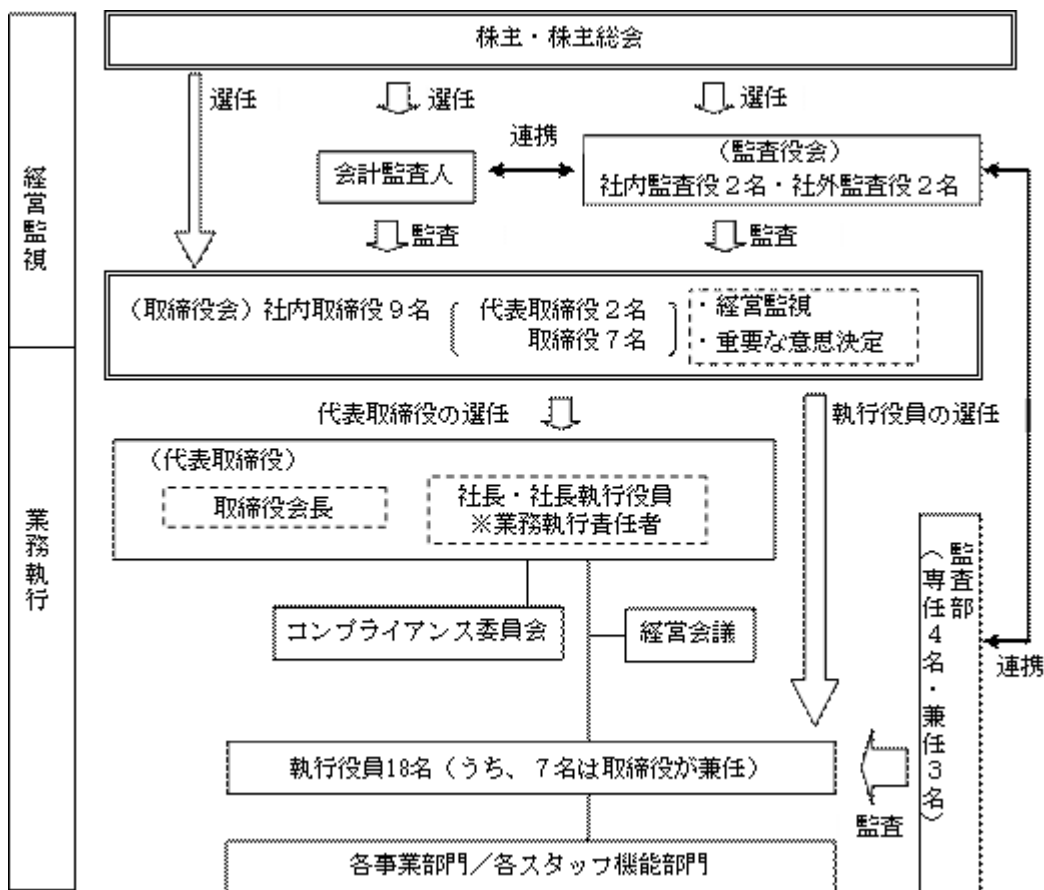 株主・株主総会
選任
選任
選任
連携
会計監査人
(監査役会)
社内監査役2名・社外監査役2名
経営監視
監査
監査
(取締役会)社内取締役9名
代表取締役2名
取締役7名
・経営監視
・重要な意思決定
代表取締役の選任
執行役員の選任
(代表取締役)
取締役会長
社長・社長執行役員
※業務執行責任者
業務執行
監査部
(専任4名・兼任3名)
コンプライアンス委員会
経営会議
連携
執行役員18名(うち、7名は取締役が兼任)
監査
各事業部門/各スタッフ機能部門